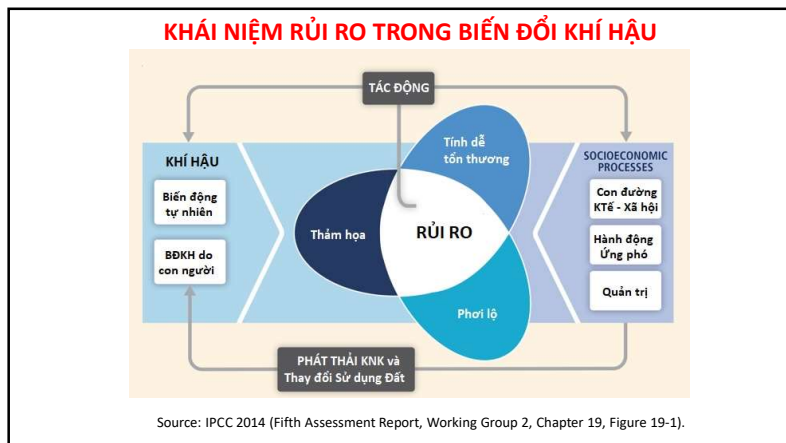 KHÁI NIỆM RỦI RO TRONG BIẾN ĐỔI KHÍ HẬU
TÁC ĐỘNG
KHÍ HẬU
Biến động
tự nhiên
BĐKH do
con người
Thảm họa
Tính dễ
tổn thương
RỦI RO
Phơi lộ
SOCIOECONOMIC
PROCESSES
Con đường
KTế - Xã hội
Hành động
Ứng phó
Quản trị
PHÁT THẢI KNK và
Thay đổi Sử dụng Đất
Source: IPCC 2014 (Fifth Assessment Report, Working Group 2, Chapter 19, Figure 19-1).